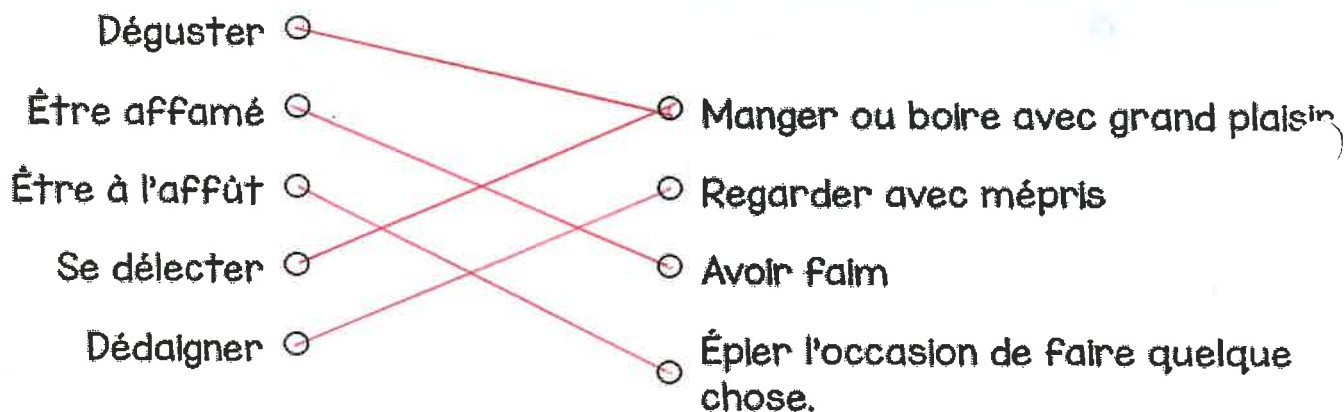 Déguster
Être affamé
Être à l'affût
Se délecter
Dédaigner
Manger ou boire avec grand plaisir
Regarder avec mépris
Avoir faim
Épier l'occasion de faire quelque
chose.